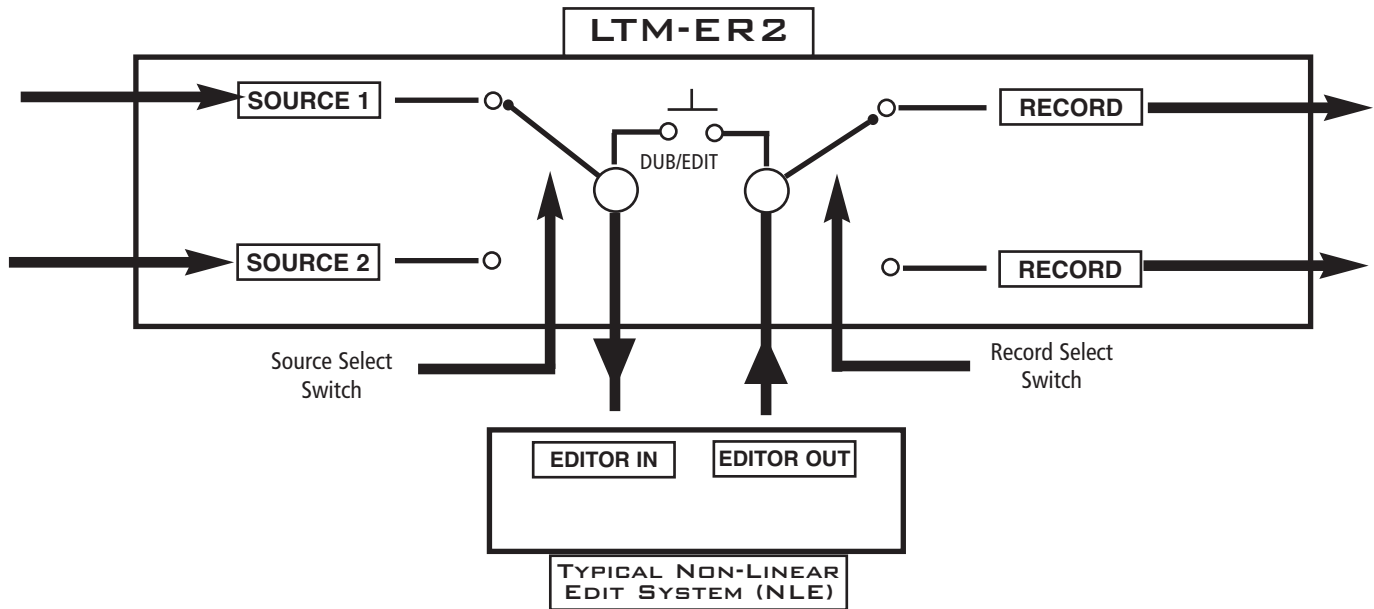 LTM-ER2
SOURCE 1
RECORD
DUB/EDIT
SOURCE 2
RECORD
Source Select
Switch
Record Select
Switch
EDITOR IN
EDITOR OUT
TYPICAL NON-LINEAR
EDIT SYSTEM (NLE)